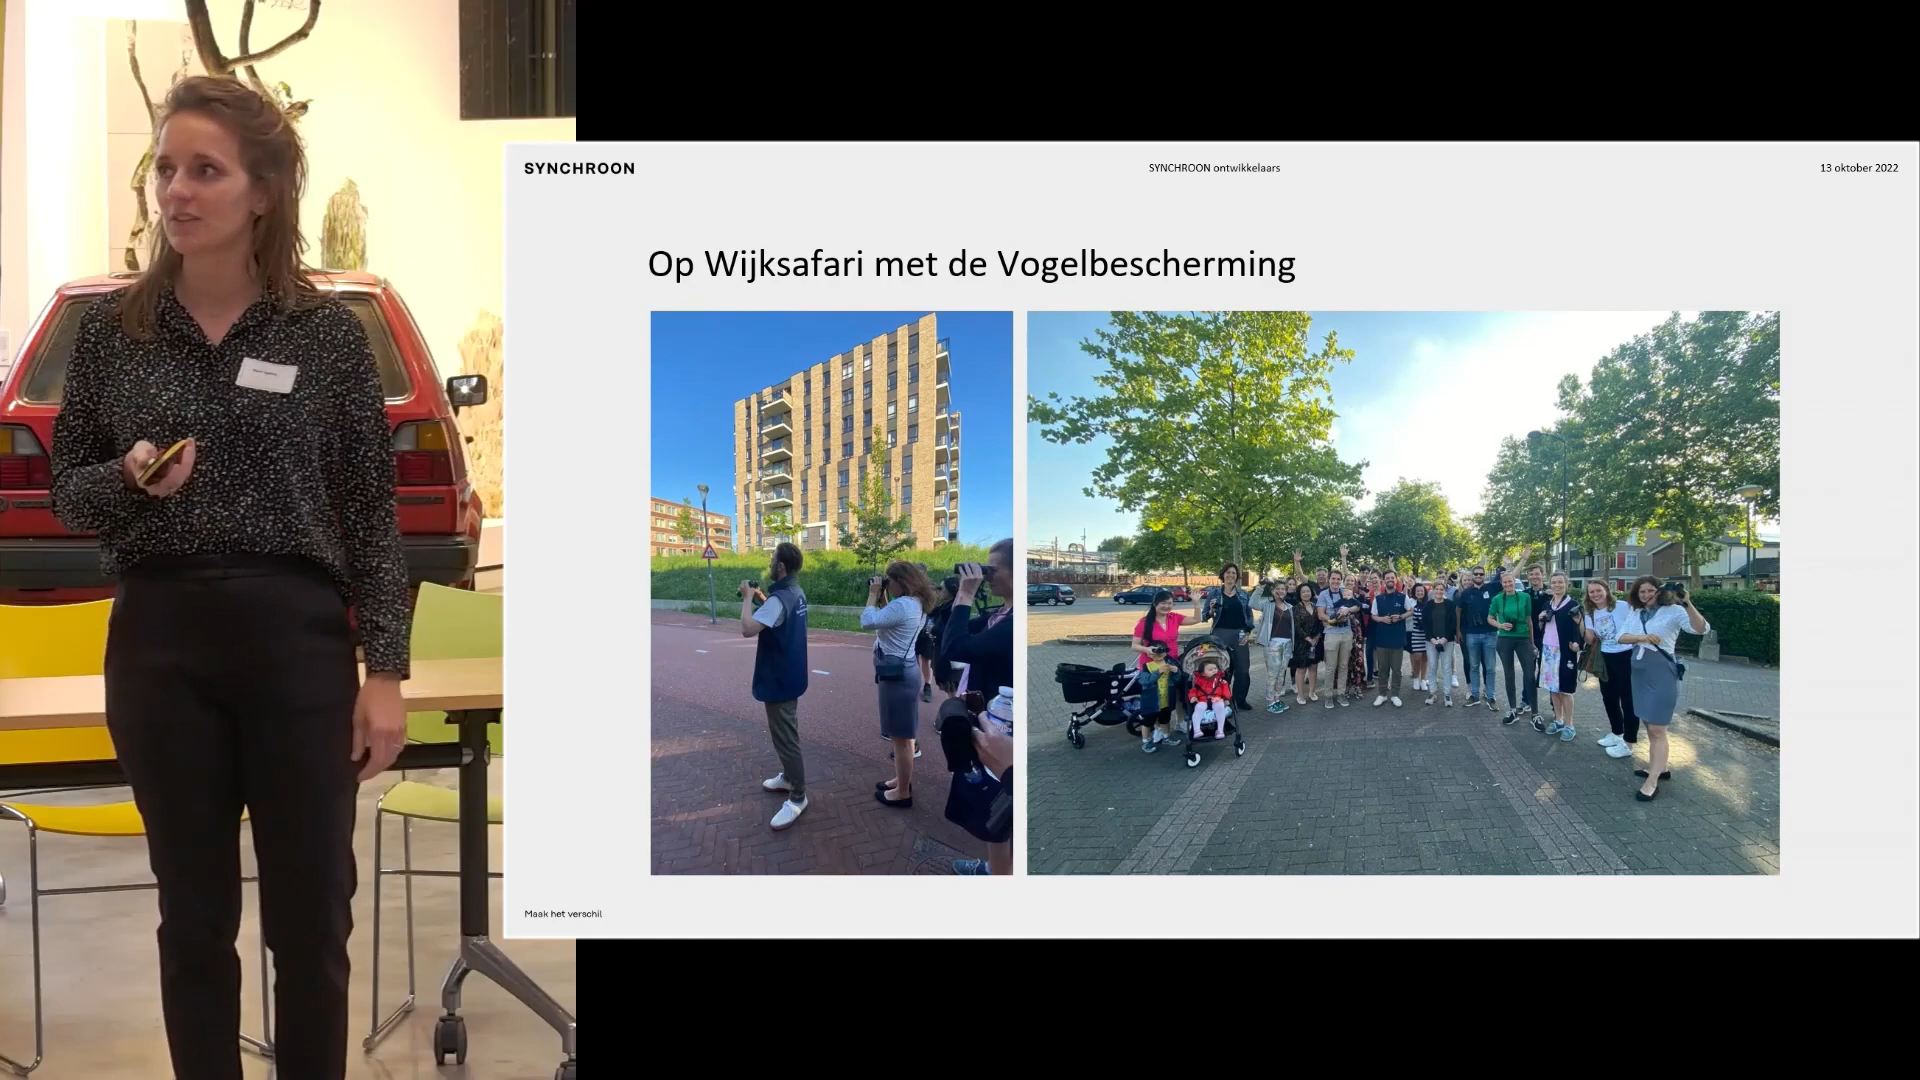 SYNCHROON
SYNCHROON ontwikkelaars
13 oktober 2022
Op Wijksafari met de Vogelbescherming
Maak het verschil